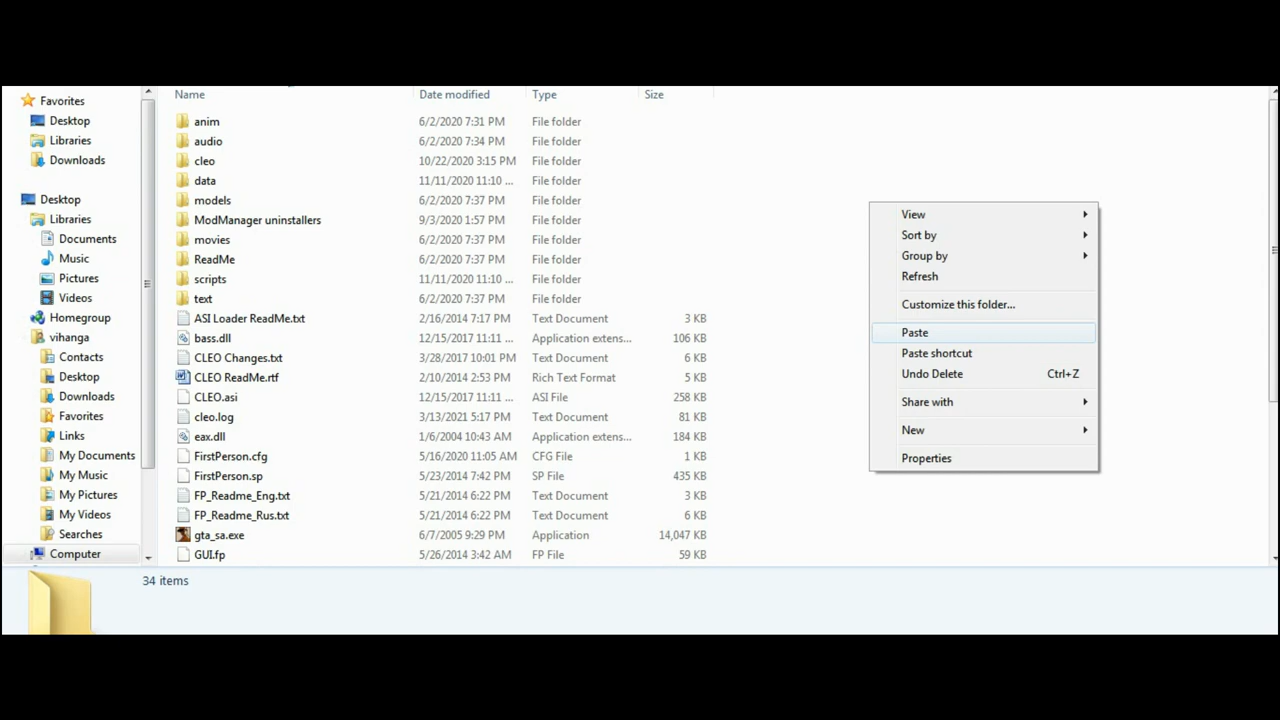 Name Date modified Type Size
Favorites
Desktop
Libraries
Downloads
Desktop
Libraries
Documents
Music
Pictures
Videos
Homegroup
vihanga
Contacts
Desktop
Downloads
Favorites
Links
My Documents
My Music
My Pictures
My Videos
Searches
Computer
anim 6/2/2020 7:31 PM File folder
audio 6/2/2020 7:34 PM File folder
cleo 10/22/2020 3:15 PM File folder
data 11/11/2020 11:10 ... File folder
models 6/2/2020 7:37 PM File folder
ModManager uninstallers 9/3/2020 1:57 PM File folder
movies 6/2/2020 7:37 PM File folder
ReadMe 6/2/2020 7:37 PM File folder
scripts 11/11/2020 11:10 ... File folder
text 6/2/2020 7:37 PM File folder
ASI Loader ReadMe.txt 2/16/2014 7:17 PM Text Document 3 KB
bass.dll 12/15/2017 11:11 ... Application extens... 106 KB
CLEO Changes.txt 3/28/2017 10:01 PM Text Document 6 KB
CLEO ReadMe.rtf 2/10/2014 2:53 PM Rich Text Format 5 KB
CLEO.asi 12/15/2017 11:11 ... ASI File 258 KB
cleo.log 3/13/2021 5:17 PM Text Document 81 KB
eax.dll 1/6/2004 10:43 AM Application extens... 184 KB
FirstPerson.cfg 5/16/2020 11:05 AM CFG File 1 KB
FirstPerson.sp 5/23/2014 7:42 PM SP File 435 KB
FP_Readme_Eng.txt 5/21/2014 6:22 PM Text Document 3 KB
FP_Readme_Rus.txt 5/21/2014 6:22 PM Text Document 6 KB
gta_sa.exe 6/7/2005 9:29 PM Application 14,047 KB
GUI.fp 5/26/2014 3:42 AM FP File 59 KB
View
Sort by
Group by
Refresh
Customize this folder...
Paste
Paste shortcut
Undo Delete Ctrl+Z
Share with
New
Properties
34 items